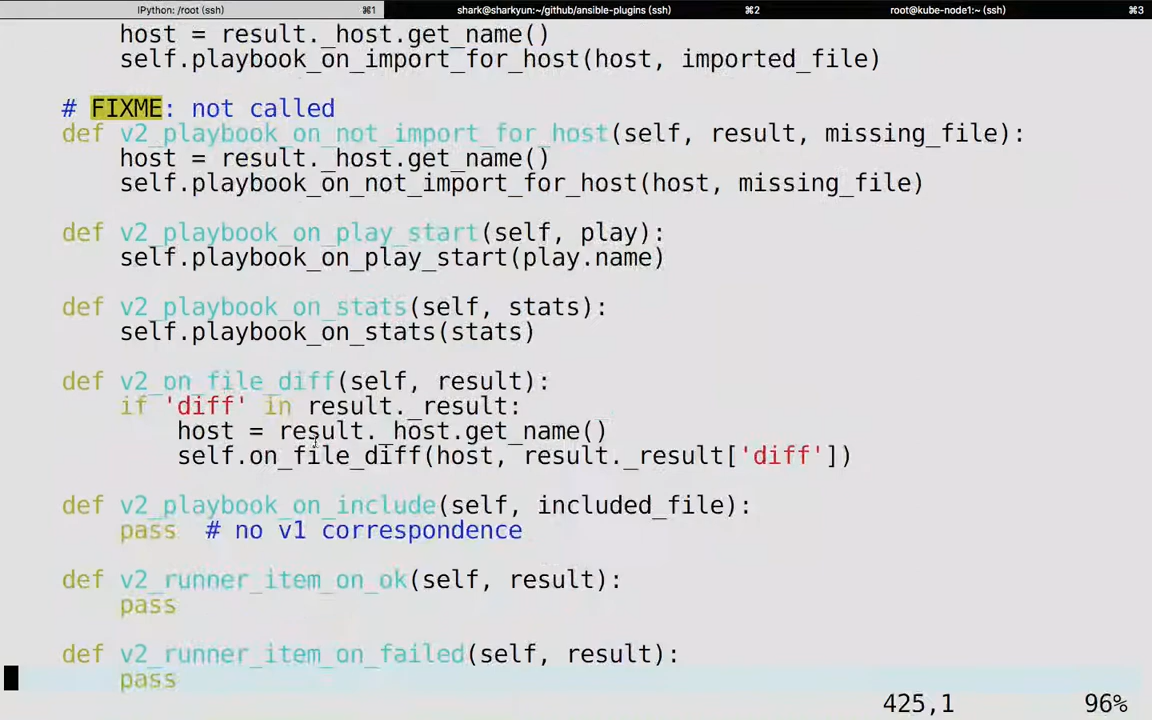 IPython: /root (ssh) ⌘1 shark@sharkyun:~/github/ansible-plugins (ssh) ⌘2 root@kube-node1:~ (ssh) ⌘3
        host = result._host.get_name()
        self.playbook_on_import_for_host(host, imported_file)

    # FIXME: not called
    def v2_playbook_on_not_import_for_host(self, result, missing_file):
        host = result._host.get_name()
        self.playbook_on_not_import_for_host(host, missing_file)

    def v2_playbook_on_play_start(self, play):
        self.playbook_on_play_start(play.name)

    def v2_playbook_on_stats(self, stats):
        self.playbook_on_stats(stats)

    def v2_on_file_diff(self, result):
        if 'diff' in result._result:
            host = result._host.get_name()
            self.on_file_diff(host, result._result['diff'])

    def v2_playbook_on_include(self, included_file):
        pass  # no v1 correspondence

    def v2_runner_item_on_ok(self, result):
        pass

    def v2_runner_item_on_failed(self, result):
        pass
425,1 96%